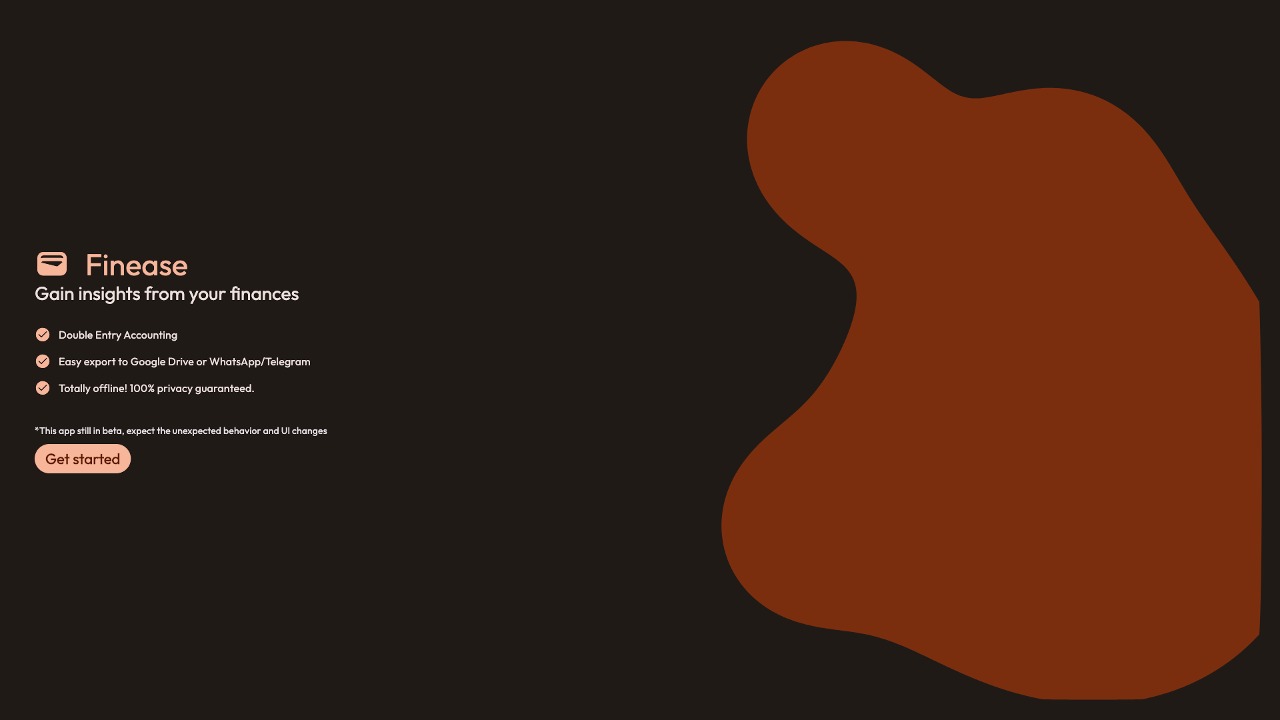 Finease
Gain insights from your finances
Double Entry Accounting
Easy export to Google Drive or WhatsApp/Telegram
Totally offline! 100% privacy guaranteed.
*This app still in beta, expect the unexpected behavior and UI changes
Get started